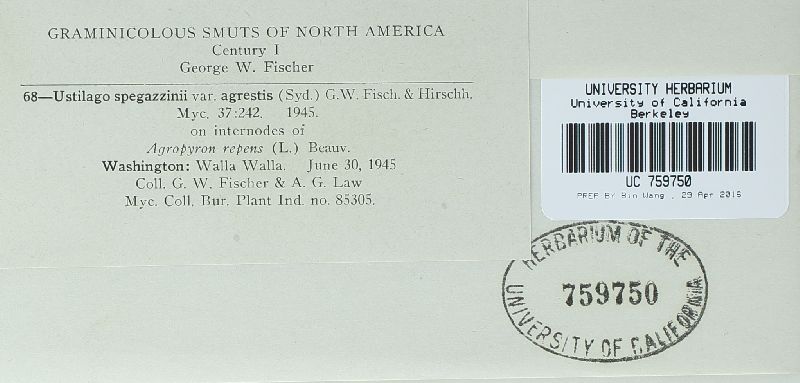 GRAMINICOLOUS SMUTS OF NORTH AMERICA
Century I
George W. Fischer
68—Ustilago spegazzinii var. agrestis (Syd.) G.W. Fisch. & Hirschh.
Myc. 37:242. 1945.
on internodes of
Agropyron repens (L.) Beauv.
Washington: Walla Walla. June 30, 1945
Coll. G. W. Fischer & A. G. Law
Myc. Coll. Bur. Plant Ind. no. 85305.
UNIVERSITY HERBARIUM
University of California
Berkeley
UC 759750
PREP BY Bin Wang , 29 Apr 2016
HERBARIUM OF THE
759750
UNIVERSITY OF CALIFORNIA